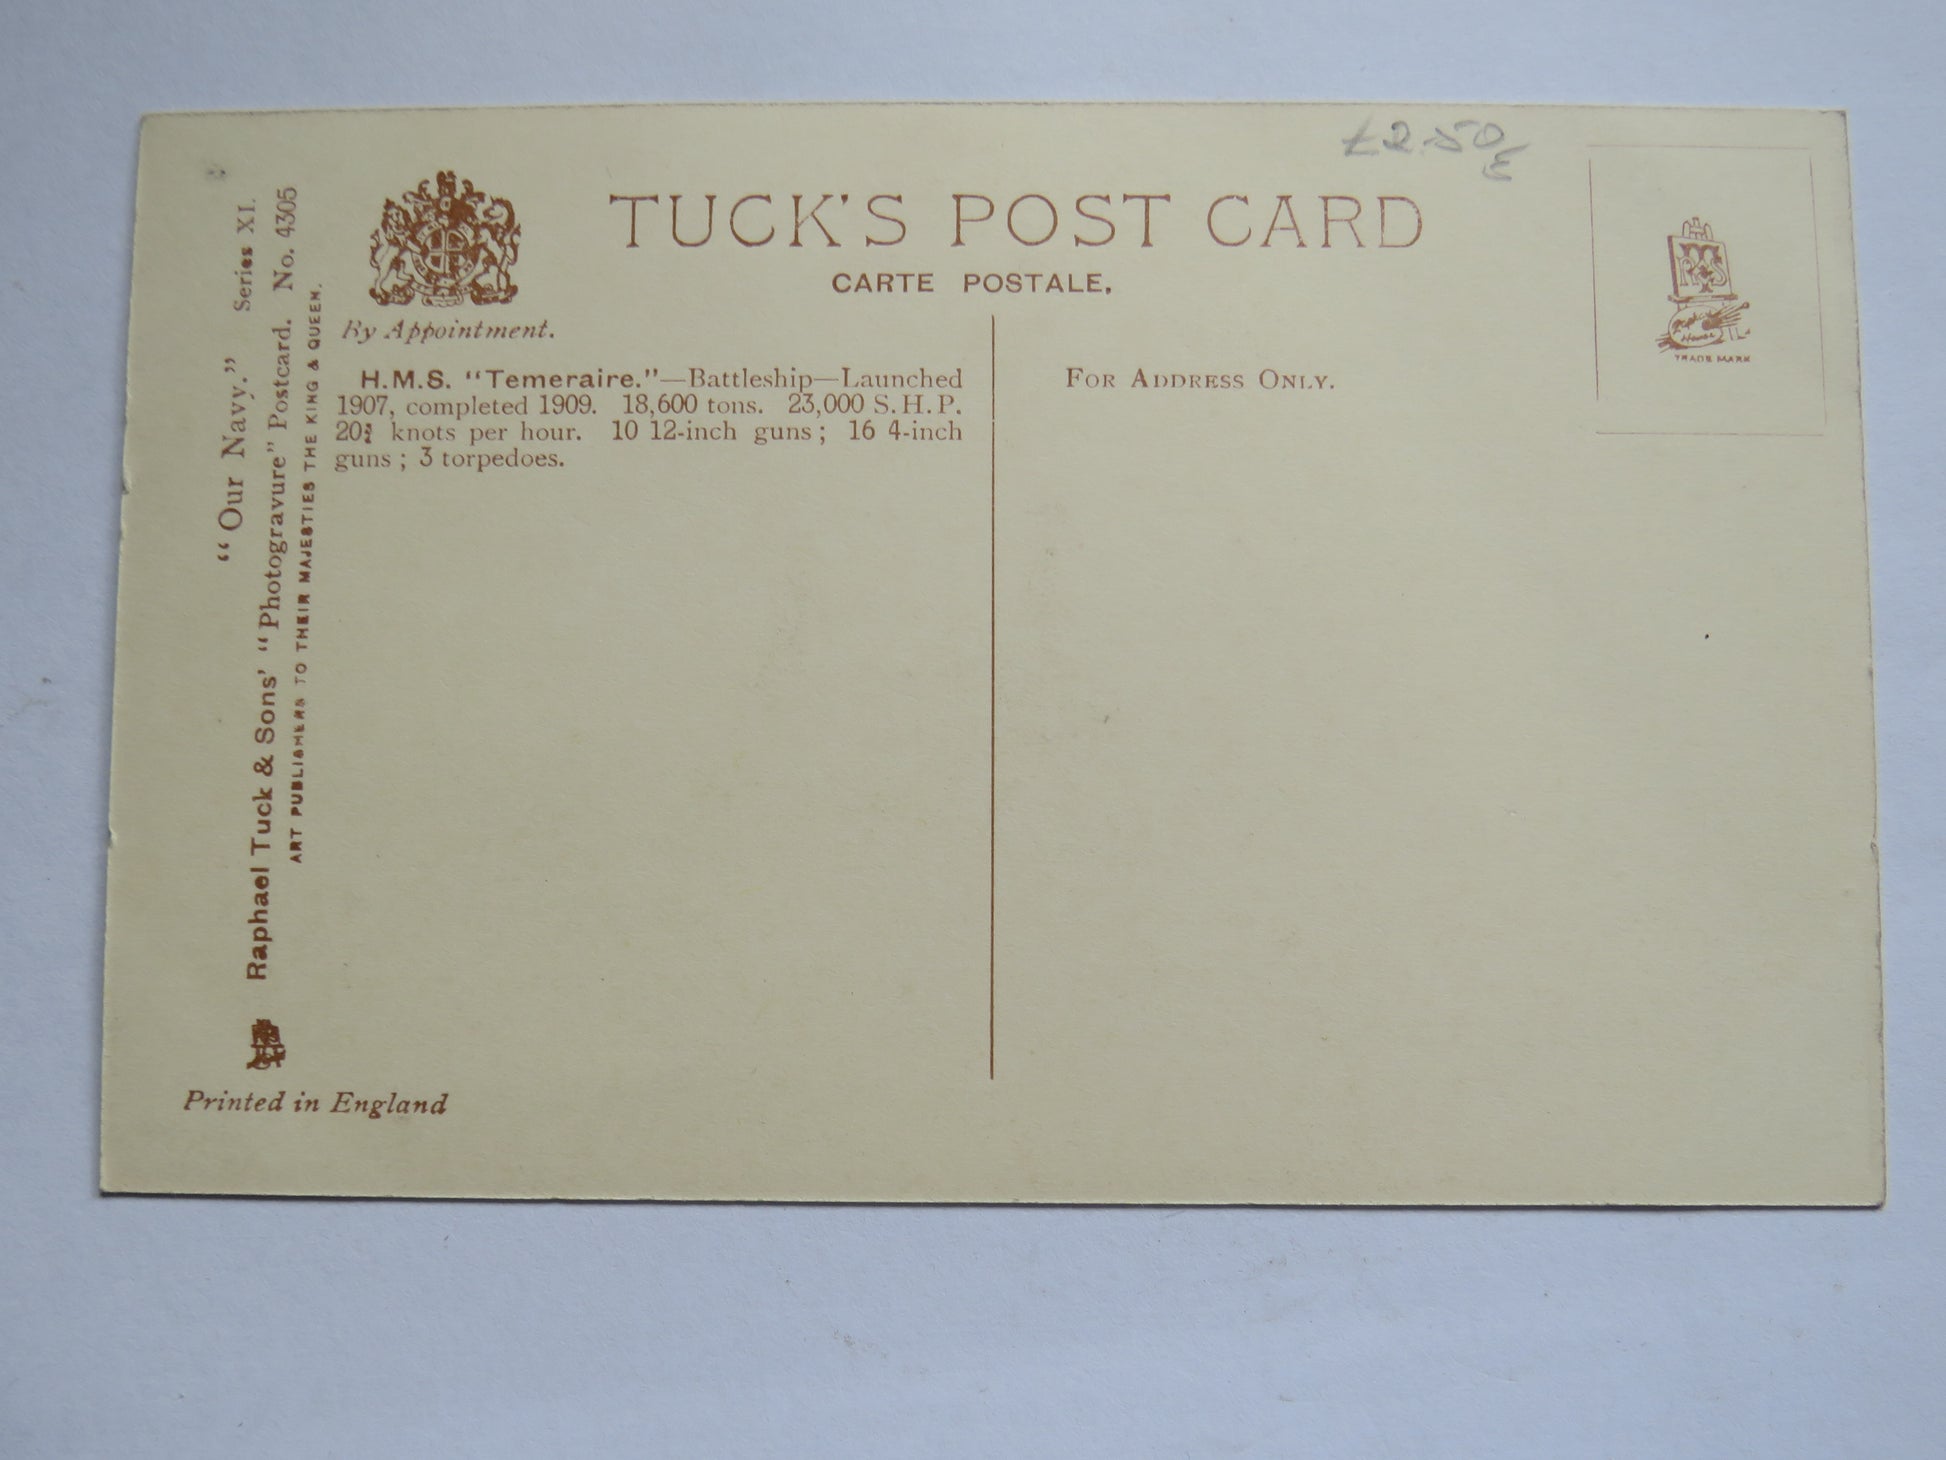 £2.50
TUCK'S POST CARD
CARTE POSTALE.
By Appointment.
H.M.S. "Temeraire."—Battleship—Launched
1907, completed 1909. 18,600 tons. 23,000 S.H.P.
20¾ knots per hour. 10 12-inch guns; 16 4-inch
guns; 3 torpedoes.
FOR ADDRESS ONLY.
TRADE MARK
"Our Navy." Series XI.
Raphael Tuck & Sons' "Photogravure" Postcard. No. 4305
ART PUBLISHERS TO THEIR MAJESTIES THE KING & QUEEN.
Printed in England